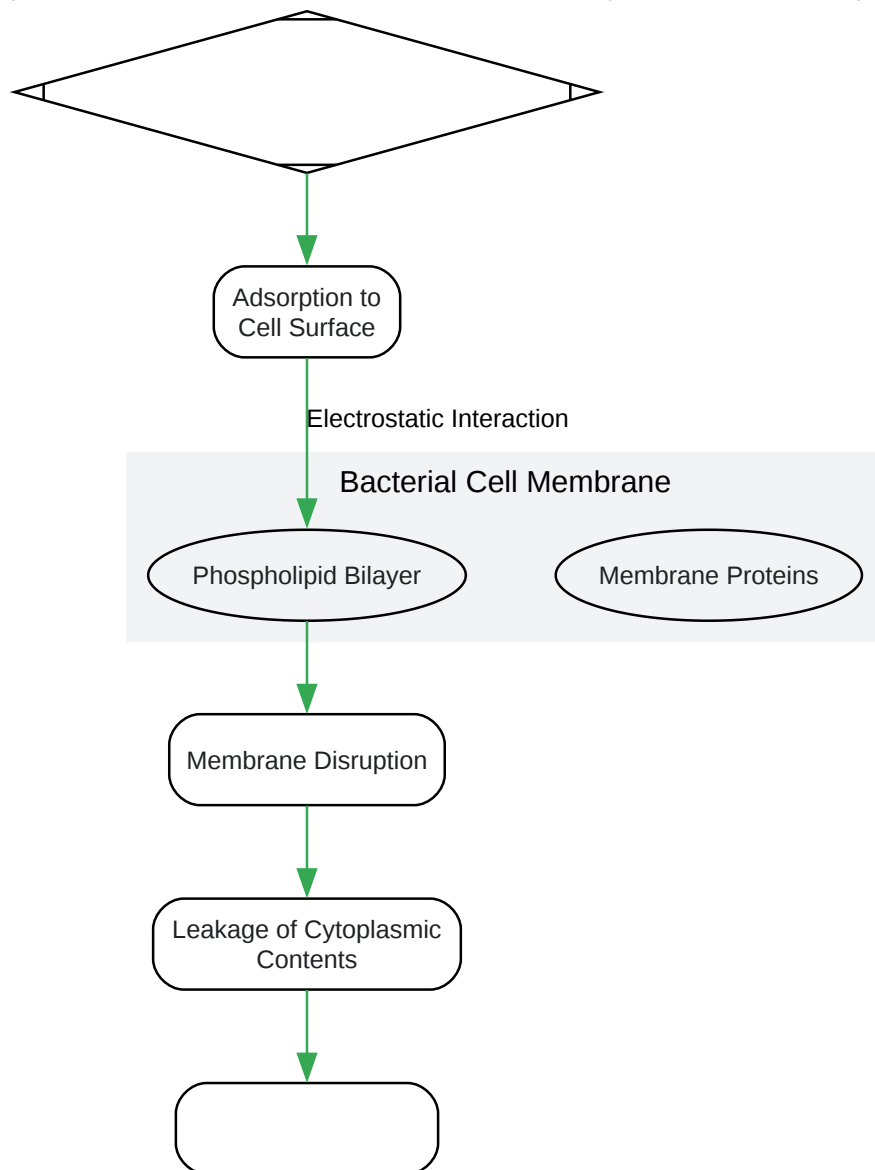 Adsorption to
Cell Surface
Electrostatic Interaction
Bacterial Cell Membrane
Phospholipid Bilayer
Membrane Proteins
Membrane Disruption
Leakage of Cytoplasmic
Contents